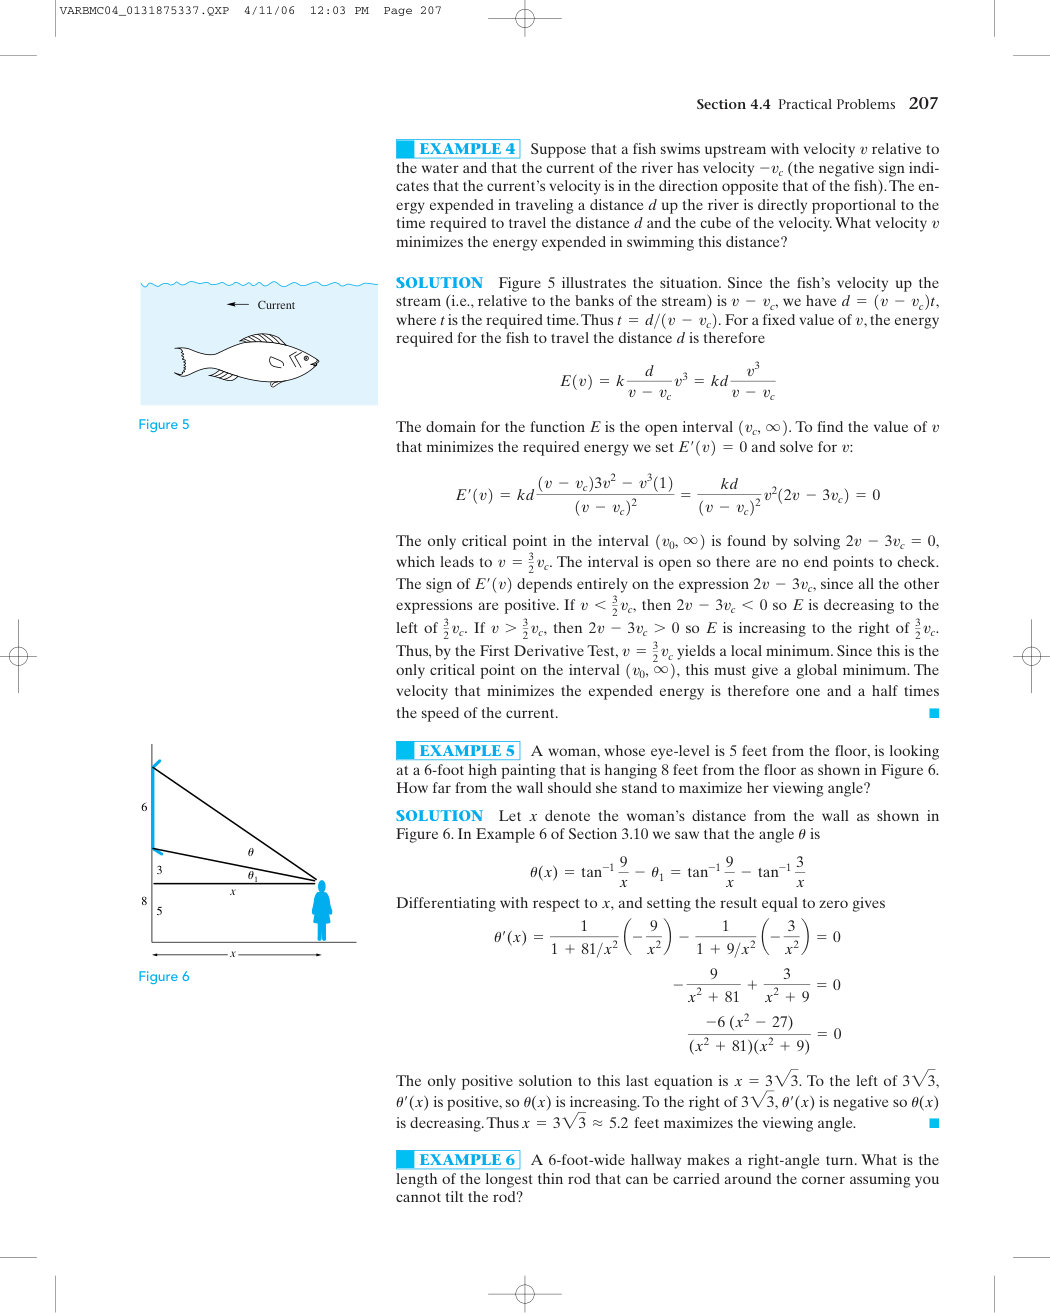 VARBMC04_0131875337.QXP 4/11/06 12:03 PM Page 207
Section 4.4 Practical Problems 207
EXAMPLE 4 Suppose that a fish swims upstream with velocity v relative to
the water and that the current of the river has velocity −v_c (the negative sign indi-
cates that the current's velocity is in the direction opposite that of the fish). The en-
ergy expended in traveling a distance d up the river is directly proportional to the
time required to travel the distance d and the cube of the velocity. What velocity v
minimizes the energy expended in swimming this distance?
SOLUTION Figure 5 illustrates the situation. Since the fish's velocity up the
stream (i.e., relative to the banks of the stream) is v − v_c, we have d = (v − v_c)t,
where t is the required time. Thus t = d/(v − v_c). For a fixed value of v, the energy
required for the fish to travel the distance d is therefore
E(v) = k d/(v − v_c) v³ = kd v³/(v − v_c)
Current
Figure 5
The domain for the function E is the open interval (v_c, ∞). To find the value of v
that minimizes the required energy we set E′(v) = 0 and solve for v:
E′(v) = kd ((v − v_c)3v² − v³(1))/(v − v_c)² = kd/(v − v_c)² v²(2v − 3v_c) = 0
The only critical point in the interval (v₀, ∞) is found by solving 2v − 3v_c = 0,
which leads to v = 3/2 v_c. The interval is open so there are no end points to check.
The sign of E′(v) depends entirely on the expression 2v − 3v_c, since all the other
expressions are positive. If v < 3/2 v_c, then 2v − 3v_c < 0 so E is decreasing to the
left of 3/2 v_c. If v > 3/2 v_c, then 2v − 3v_c > 0 so E is increasing to the right of 3/2 v_c.
Thus, by the First Derivative Test, v = 3/2 v_c yields a local minimum. Since this is the
only critical point on the interval (v₀, ∞), this must give a global minimum. The
velocity that minimizes the expended energy is therefore one and a half times
the speed of the current.
EXAMPLE 5 A woman, whose eye-level is 5 feet from the floor, is looking
at a 6-foot high painting that is hanging 8 feet from the floor as shown in Figure 6.
How far from the wall should she stand to maximize her viewing angle?
SOLUTION Let x denote the woman's distance from the wall as shown in
Figure 6. In Example 6 of Section 3.10 we saw that the angle θ is
θ(x) = tan⁻¹ 9/x − θ₁ = tan⁻¹ 9/x − tan⁻¹ 3/x
Differentiating with respect to x, and setting the result equal to zero gives
θ′(x) = 1/(1 + 81/x²) (−9/x²) − 1/(1 + 9/x²) (−3/x²) = 0
−9/(x² + 81) + 3/(x² + 9) = 0
−6 (x² − 27)/((x² + 81)(x² + 9)) = 0
6
θ
3
θ₁
x
8
5
x
Figure 6
The only positive solution to this last equation is x = 3√3. To the left of 3√3,
θ′(x) is positive, so θ(x) is increasing. To the right of 3√3, θ′(x) is negative so θ(x)
is decreasing. Thus x = 3√3 ≈ 5.2 feet maximizes the viewing angle.
EXAMPLE 6 A 6-foot-wide hallway makes a right-angle turn. What is the
length of the longest thin rod that can be carried around the corner assuming you
cannot tilt the rod?